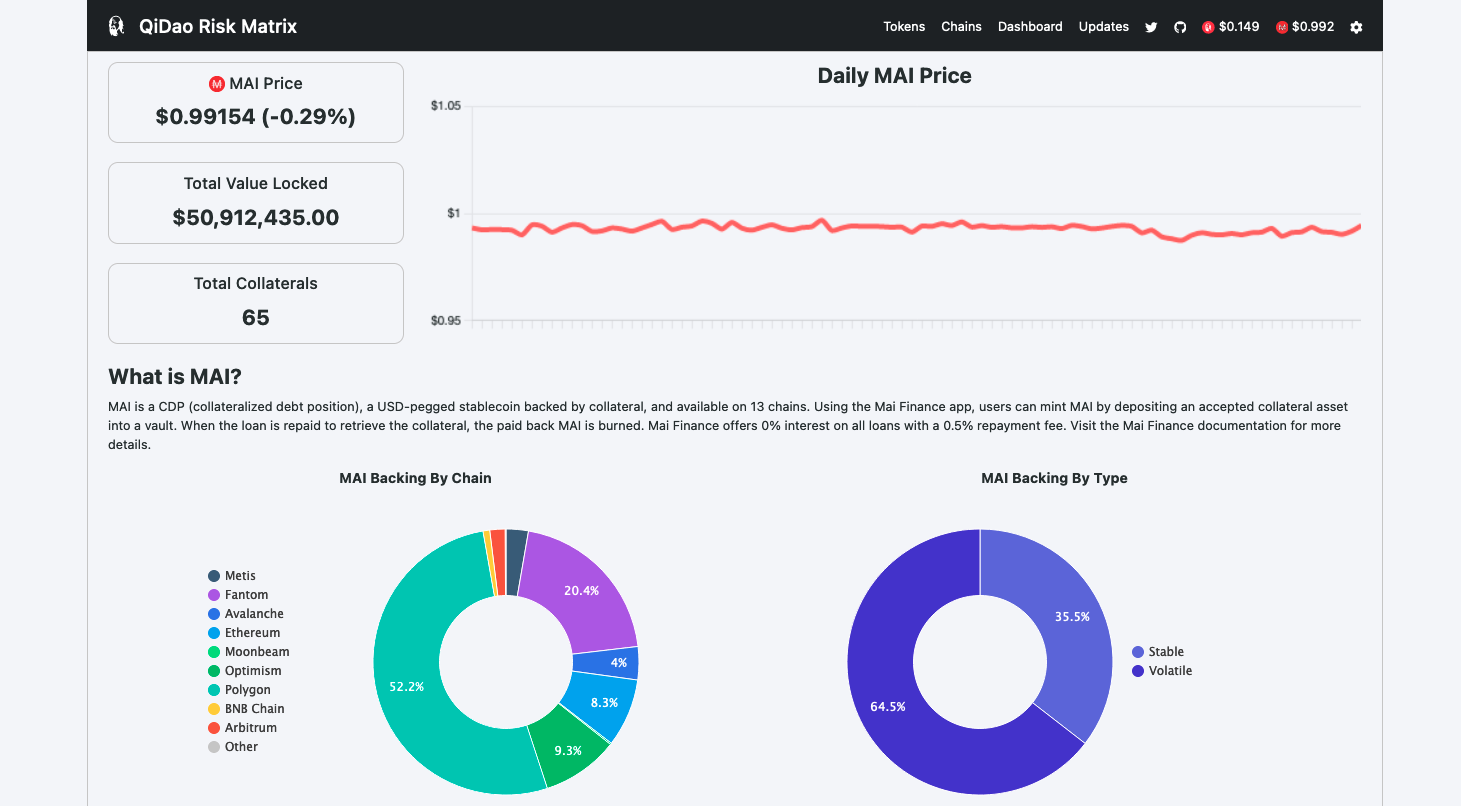 QiDao Risk Matrix
Tokens Chains Dashboard Updates $0.149 $0.992
MAI Price
$0.99154 (-0.29%)
Total Value Locked
$50,912,435.00
Total Collaterals
65
Daily MAI Price
$1.05
$1
$0.95
What is MAI?
MAI is a CDP (collateralized debt position), a USD-pegged stablecoin backed by collateral, and available on 13 chains. Using the Mai Finance app, users can mint MAI by depositing an accepted collateral asset
into a vault. When the loan is repaid to retrieve the collateral, the paid back MAI is burned. Mai Finance offers 0% interest on all loans with a 0.5% repayment fee. Visit the Mai Finance documentation for more
details.
MAI Backing By Chain
Metis
Fantom
Avalanche
Ethereum
Moonbeam
Optimism
Polygon
BNB Chain
Arbitrum
Other
20.4%
4%
8.3%
9.3%
52.2%
MAI Backing By Type
35.5%
64.5%
Stable
Volatile